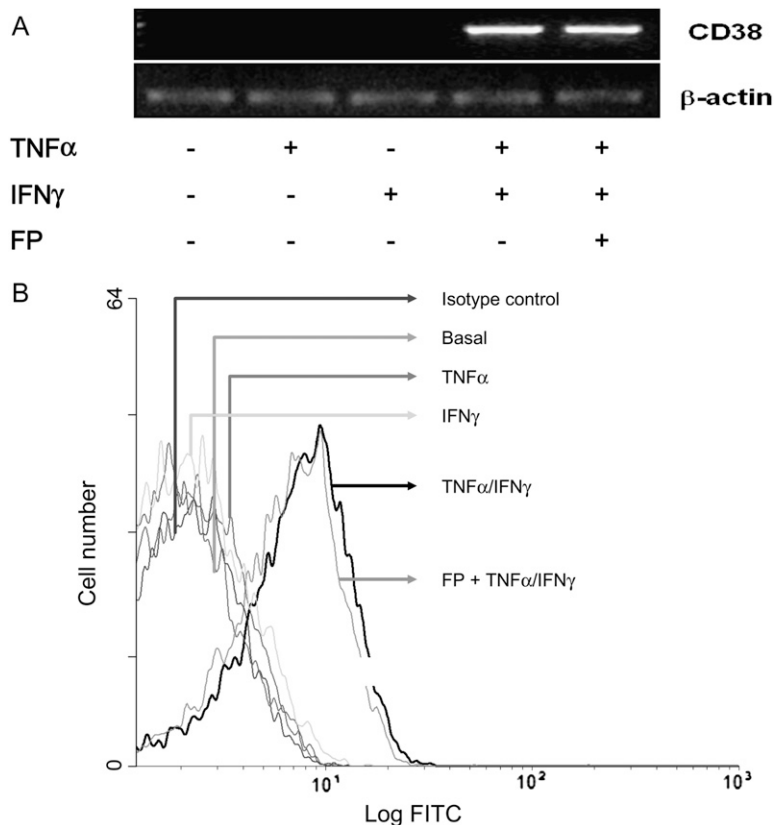 A
CD38
β-actin
TNFα - + - + +
IFNγ - - + + +
FP - - - - +
B
64
Isotype control
Basal
TNFα
IFNγ
TNFα/IFNγ
FP + TNFα/IFNγ
Cell number
0
10¹ 10² 10³
Log FITC